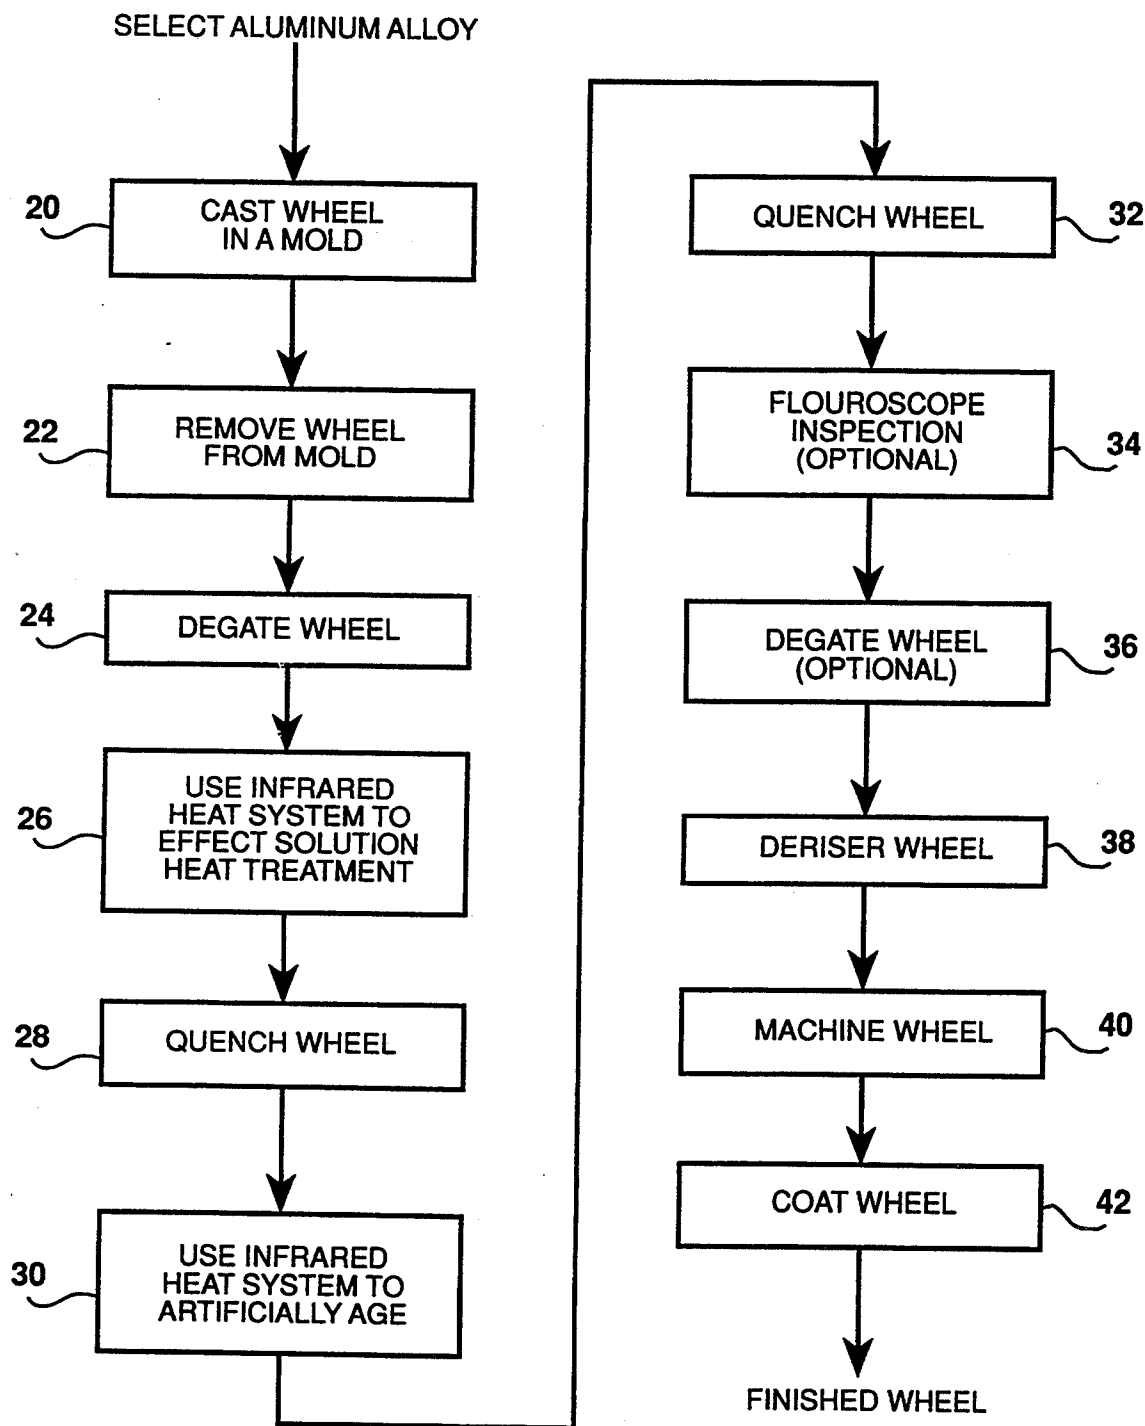 SELECT ALUMINUM ALLOY
20
CAST WHEEL
IN A MOLD
22
REMOVE WHEEL
FROM MOLD
24
DEGATE WHEEL
26
USE INFRARED
HEAT SYSTEM TO
EFFECT SOLUTION
HEAT TREATMENT
28
QUENCH WHEEL
30
USE INFRARED
HEAT SYSTEM TO
ARTIFICIALLY AGE
QUENCH WHEEL
32
FLOUROSCOPE
INSPECTION
(OPTIONAL)
34
DEGATE WHEEL
(OPTIONAL)
36
DERISER WHEEL
38
MACHINE WHEEL
40
COAT WHEEL
42
FINISHED WHEEL